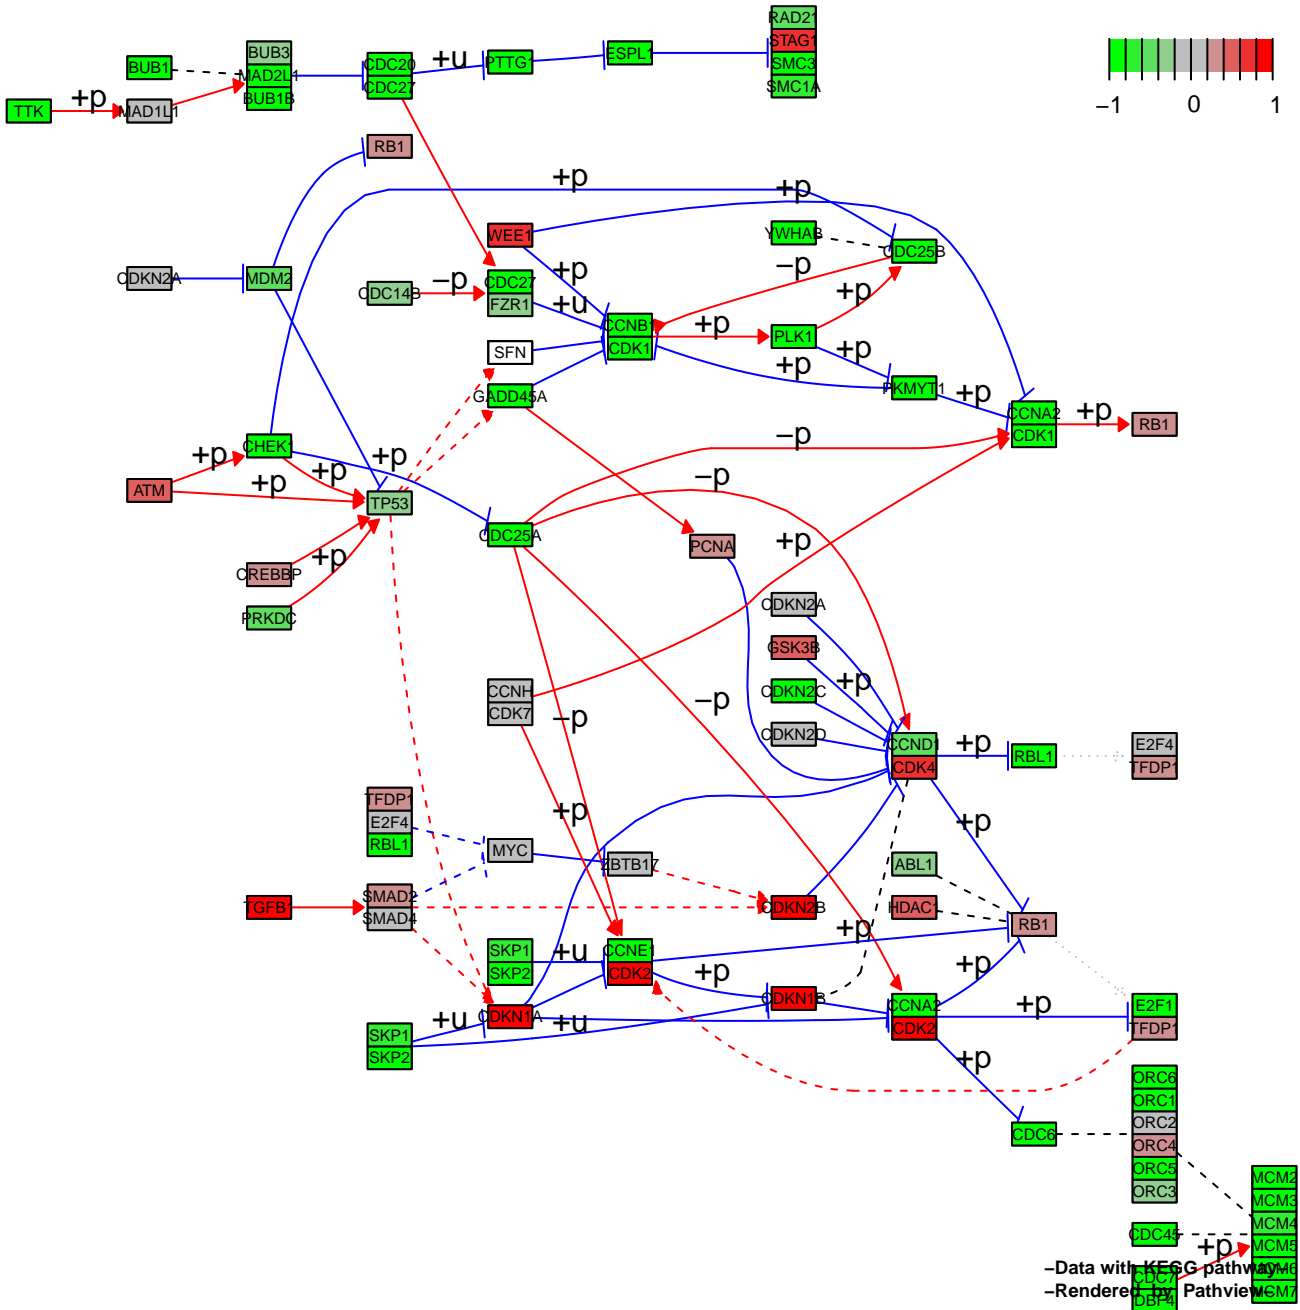 RAD21
STAG1
SMC3
SMC1A
−1 0 1
BUB3
MAD2L1
BUB1B
BUB1
CDC20
CDC27
+u
PTTG1
ESPL1
TTK
+p
MAD1L1
RB1
+p
+p
WEE1
YWHAB
CDC25B
CDKN2A
MDM2
CDC14B
−p
CDC27
FZR1
+p
+u
−p
+p
CCNB1
CDK1
+p
PLK1
SFN
+p
+p
GADD45A
PKMYT1
+p
CCNA2
CDK1
+p
RB1
−p
CHEK1
+p
+p
+p
+p
ATM
TP53
−p
CDC25A
PCNA
+p
CREBBP
+p
PRKDC
CDKN2A
GSK3B
+p
CDKN2C
CDKN2D
CCNH
CDK7
−p
−p
CCND1
CDK4
+p
RBL1
E2F4
TFDP1
TFDP1
E2F4
RBL1
+p
+p
MYC
ZBTB17
ABL1
TGFB1
SMAD2
SMAD4
CDKN2B
HDAC1
RB1
+p
SKP1
SKP2
+u
CCNE1
CDK2
+p
+p
CDKN1B
CCNA2
CDK2
+p
E2F1
TFDP1
CDKN1A
+u
+u
SKP1
SKP2
+p
CDC6
ORC6
ORC1
ORC2
ORC4
ORC5
ORC3
MCM2
MCM3
MCM4
MCM5
MCM6
MCM7
CDC45
+p
CDC7
DBF4
−Data with KEGG pathway−
−Rendered by Pathview−